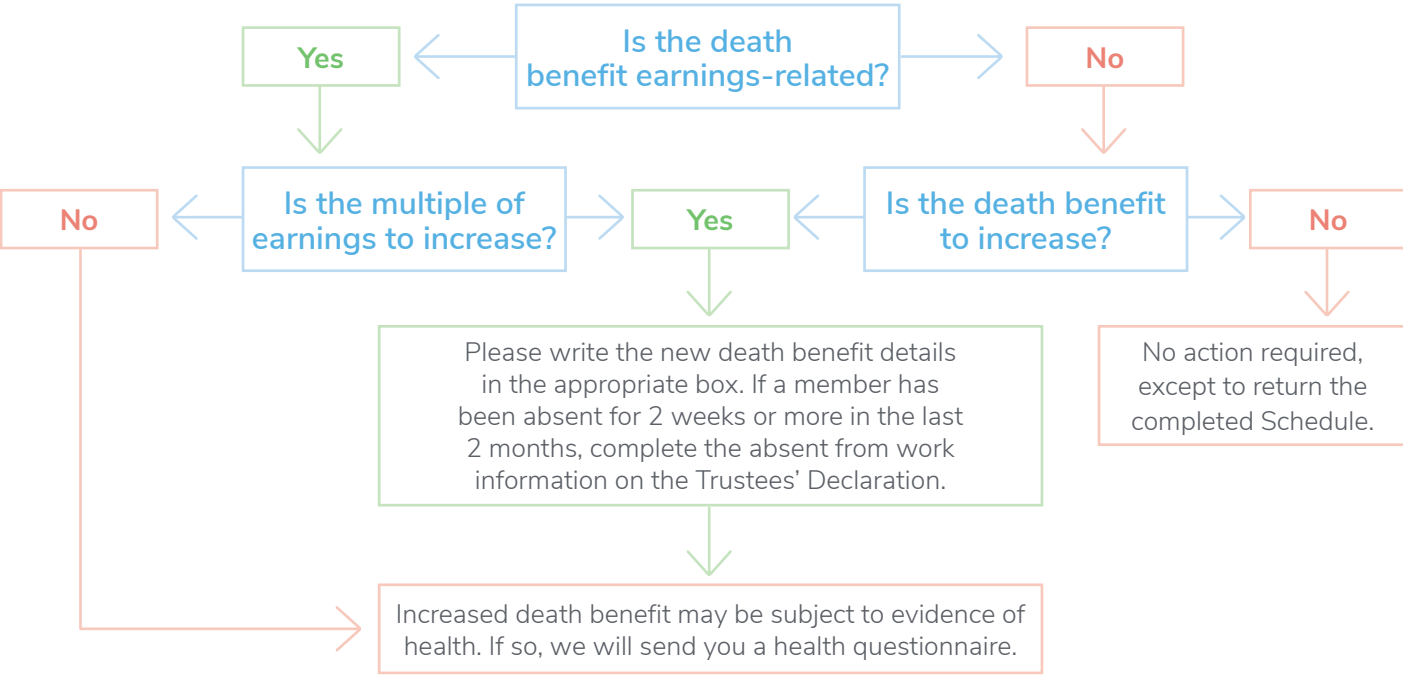 Is the death
benefit earnings-related?
Yes
No
Is the multiple of
earnings to increase?
No
Yes
Is the death benefit
to increase?
No
Please write the new death benefit details
in the appropriate box. If a member has
been absent for 2 weeks or more in the last
2 months, complete the absent from work
information on the Trustees’ Declaration.
No action required,
except to return the
completed Schedule.
Increased death benefit may be subject to evidence of
health. If so, we will send you a health questionnaire.